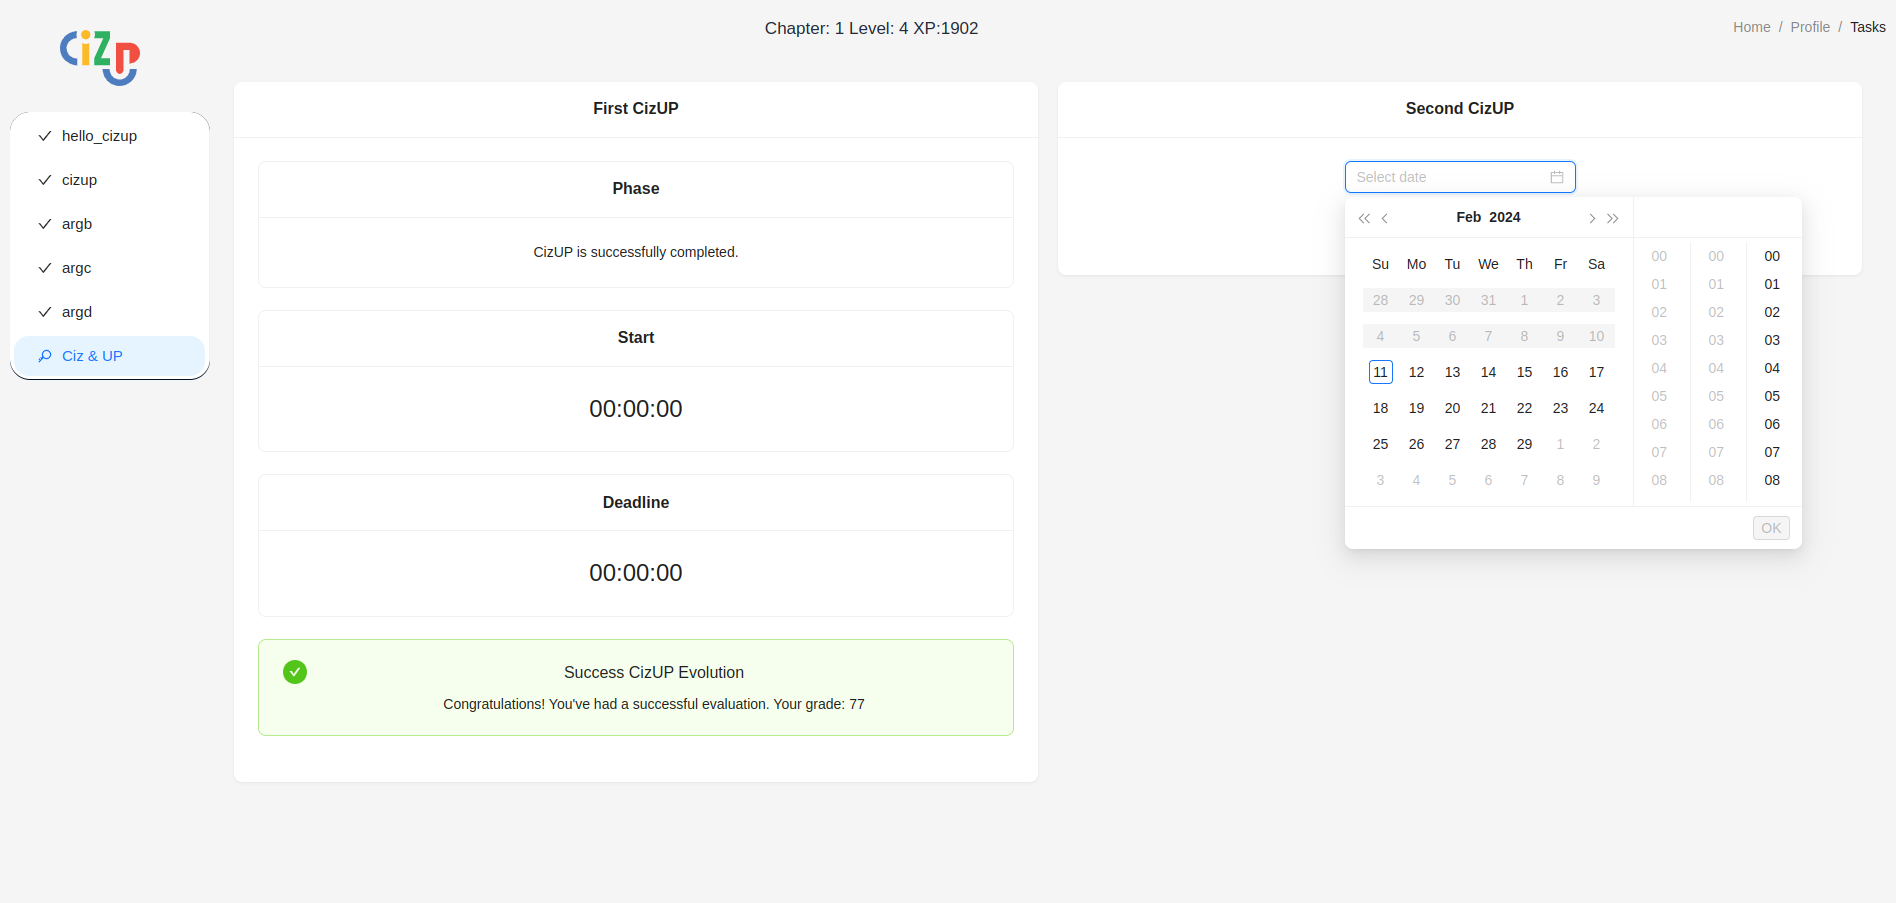 CiZUP
Chapter: 1 Level: 4 XP:1902
Home / Profile / Tasks
hello_cizup
cizup
argb
argc
argd
Ciz & UP
First CizUP
Phase
CizUP is successfully completed.
Start
00:00:00
Deadline
00:00:00
Success CizUP Evolution
Congratulations! You've had a successful evaluation. Your grade: 77
Second CizUP
Select date
Feb 2024
Su Mo Tu We Th Fr Sa
28 29 30 31 1 2 3
4 5 6 7 8 9 10
11 12 13 14 15 16 17
18 19 20 21 22 23 24
25 26 27 28 29 1 2
3 4 5 6 7 8 9
00 00 00
01 01 01
02 02 02
03 03 03
04 04 04
05 05 05
06 06 06
07 07 07
08 08 08
OK